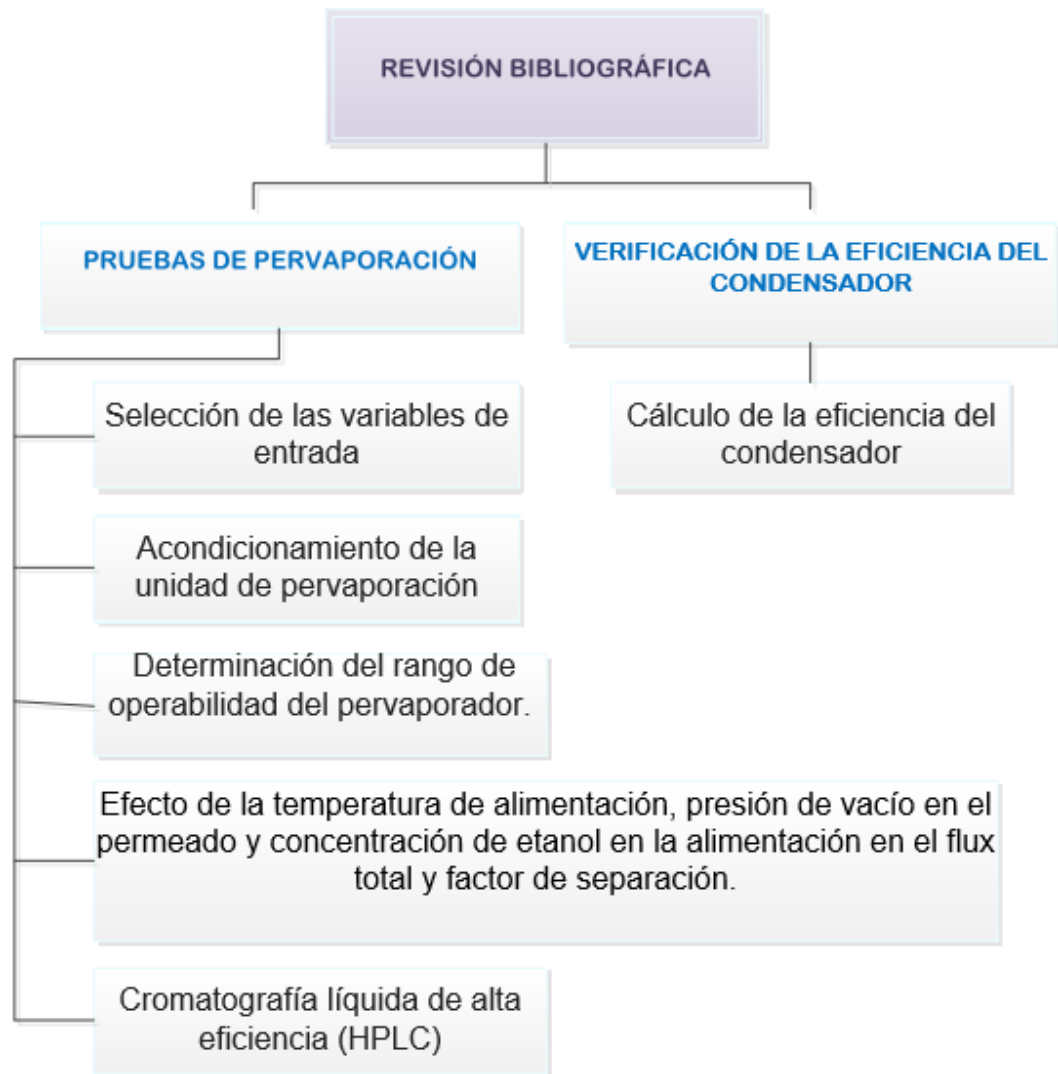 REVISIÓN BIBLIOGRÁFICA
PRUEBAS DE PERVAPORACIÓN
VERIFICACIÓN DE LA EFICIENCIA DEL
CONDENSADOR
Selección de las variables de
entrada
Acondicionamiento de la
unidad de pervaporación
Determinación del rango de
operabilidad del pervaporador.
Efecto de la temperatura de alimentación, presión de vacío en el
permeado y concentración de etanol en la alimentación en el flux
total y factor de separación.
Cromatografía líquida de alta
eficiencia (HPLC)
Cálculo de la eficiencia del
condensador